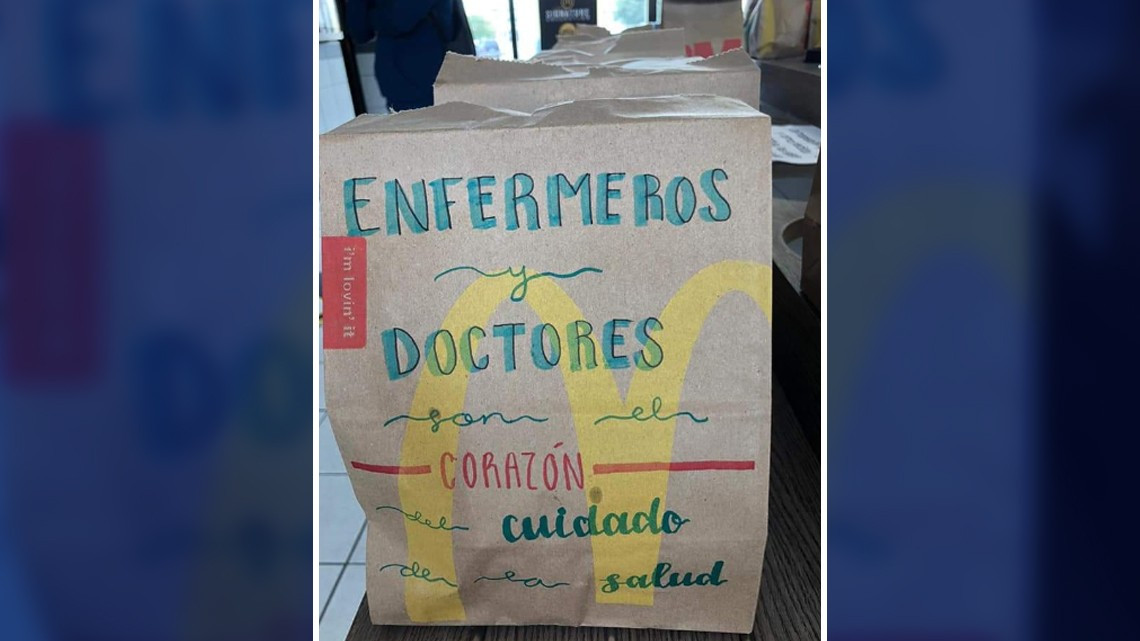 ENFERMEROS
y
i'm lovin' it
DOCTORES
son el
CORAZÓN
del cuidado
de la salud